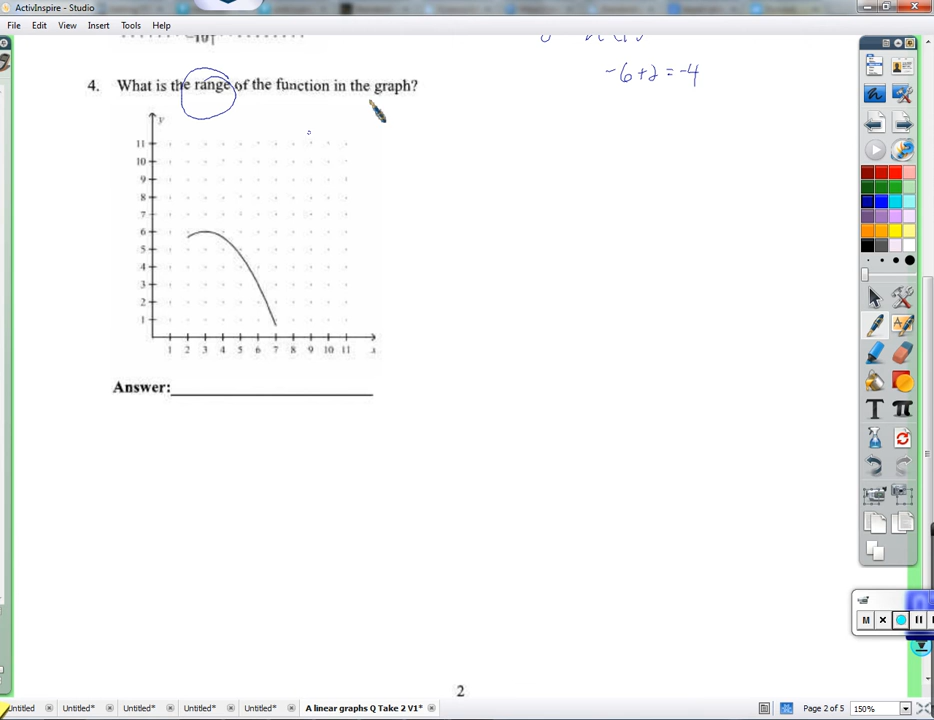 ActivInspire - Studio
File Edit View Insert Tools Help
-10
-6+2=-4
4. What is the range of the function in the graph?
y
11
10
9
8
7
6
5
4
3
2
1
1 2 3 4 5 6 7 8 9 10 11 x
Answer:
T π
M
2
Untitled Untitled* Untitled* Untitled* Untitled* A linear graphs Q Take 2 V1* Page 2 of 5 150%